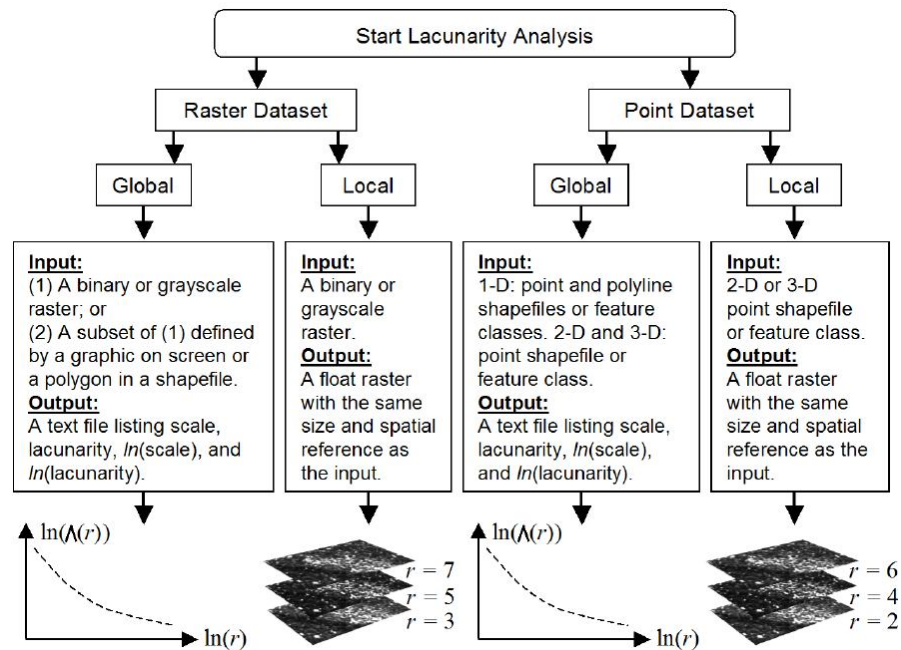 Start Lacunarity Analysis
Raster Dataset
Point Dataset
Global
Local
Global
Local
Input:
(1) A binary or grayscale
raster; or
(2) A subset of (1) defined
by a graphic on screen or
a polygon in a shapefile.
Output:
A text file listing scale,
lacunarity, ln(scale), and
ln(lacunarity).
Input:
A binary or
grayscale
raster.
Output:
A float raster
with the same
size and spatial
reference as
the input.
Input:
1-D: point and polyline
shapefiles or feature
classes. 2-D and 3-D:
point shapefile or
feature class.
Output:
A text file listing scale,
lacunarity, ln(scale),
and ln(lacunarity).
Input:
2-D or 3-D
point shapefile
or feature class.
Output:
A float raster
with the same
size and spatial
reference as the
input.
ln(Λ(r))
ln(r)
r = 7
r = 5
r = 3
ln(Λ(r))
ln(r)
r = 6
r = 4
r = 2